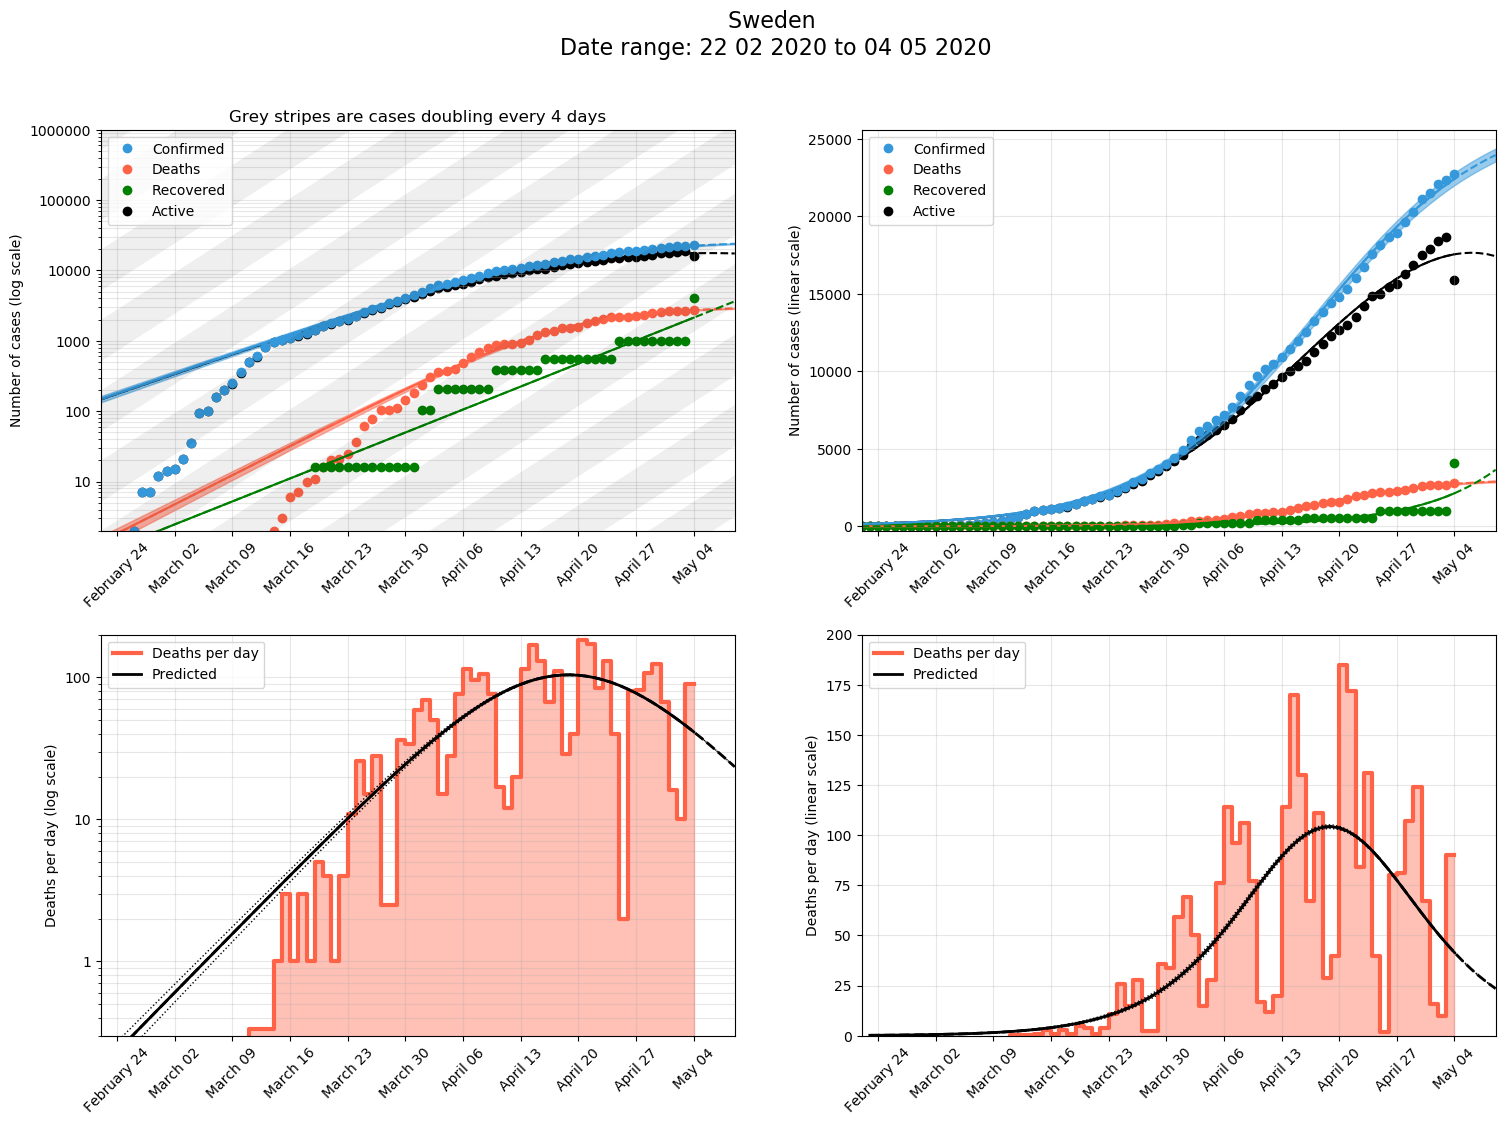 Sweden
Date range: 22 02 2020 to 04 05 2020
Grey stripes are cases doubling every 4 days
Number of cases (log scale)
1000000
100000
10000
1000
100
10
Confirmed
Deaths
Recovered
Active
February 24
March 02
March 09
March 16
March 23
March 30
April 06
April 13
April 20
April 27
May 04
Number of cases (linear scale)
25000
20000
15000
10000
5000
0
Confirmed
Deaths
Recovered
Active
February 24
March 02
March 09
March 16
March 23
March 30
April 06
April 13
April 20
April 27
May 04
Deaths per day (log scale)
100
10
1
Deaths per day
Predicted
February 24
March 02
March 09
March 16
March 23
March 30
April 06
April 13
April 20
April 27
May 04
Deaths per day (linear scale)
200
175
150
125
100
75
50
25
0
Deaths per day
Predicted
February 24
March 02
March 09
March 16
March 23
March 30
April 06
April 13
April 20
April 27
May 04